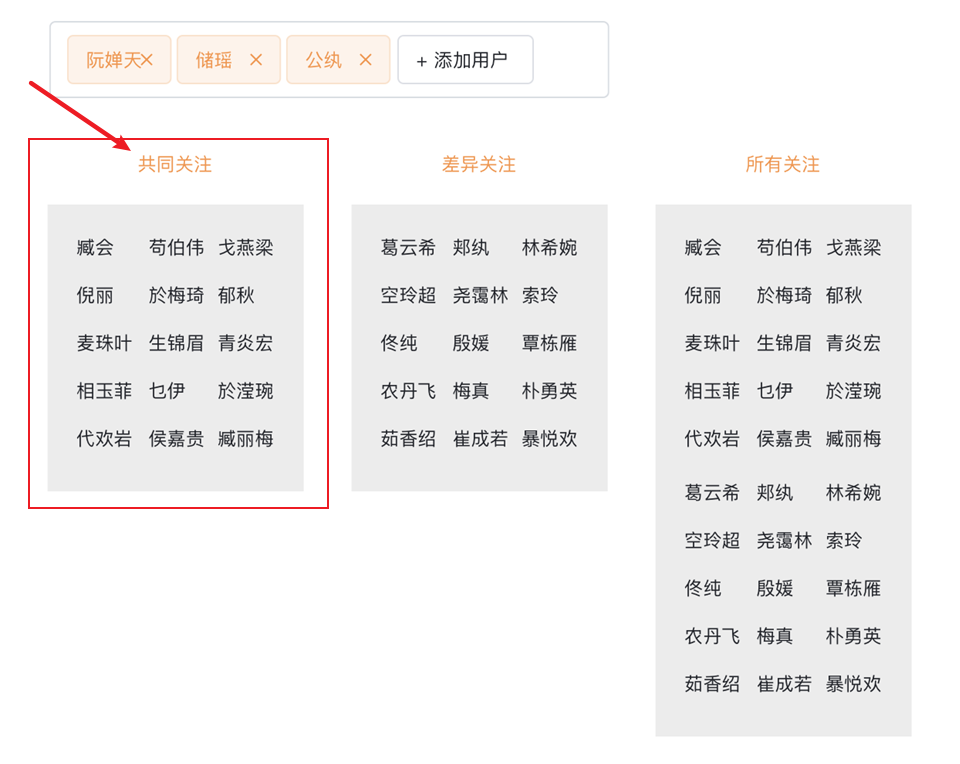 阮婵天× 储瑶 × 公纨 × + 添加用户
共同关注 差异关注 所有关注
臧会 苟伯伟 戈燕梁
倪丽 於梅琦 郁秋
麦珠叶 生锦眉 青炎宏
相玉菲 乜伊 於滢琬
代欢岩 侯嘉贵 臧丽梅
葛云希 郏纨 林希婉
空玲超 尧霭林 索玲
佟纯 殷媛 覃栋雁
农丹飞 梅真 朴勇英
茹香绍 崔成若 暴悦欢
臧会 苟伯伟 戈燕梁
倪丽 於梅琦 郁秋
麦珠叶 生锦眉 青炎宏
相玉菲 乜伊 於滢琬
代欢岩 侯嘉贵 臧丽梅
葛云希 郏纨 林希婉
空玲超 尧霭林 索玲
佟纯 殷媛 覃栋雁
农丹飞 梅真 朴勇英
茹香绍 崔成若 暴悦欢